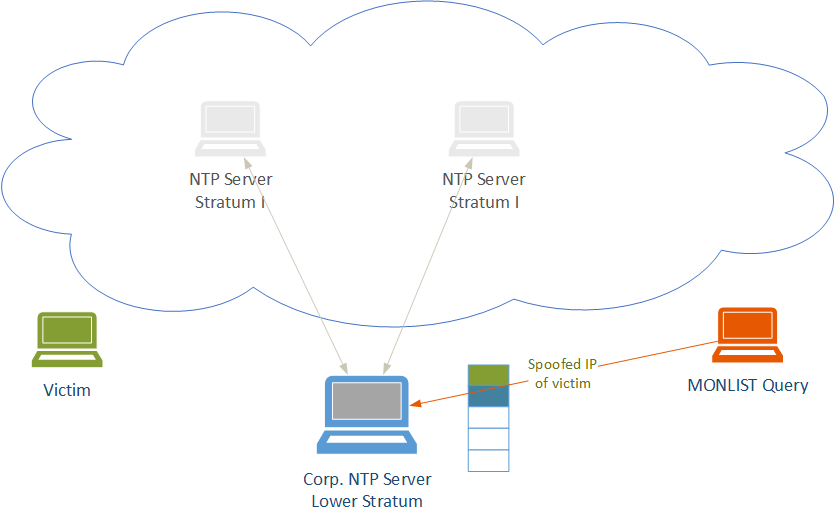 NTP Server
Stratum I
NTP Server
Stratum I
Spoofed IP
of victim
Victim
MONLIST Query
Corp. NTP Server
Lower Stratum